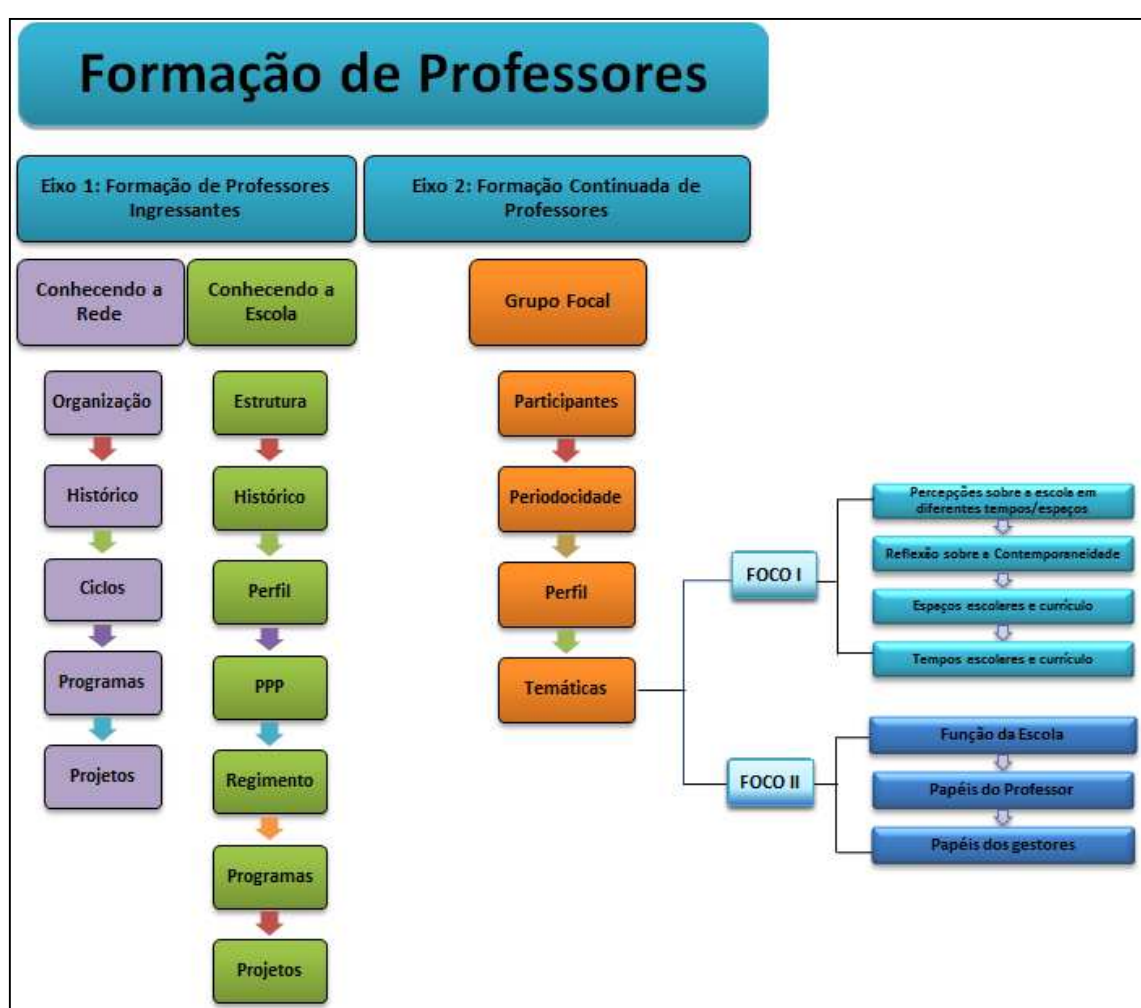 Formação de Professores
Eixo 1: Formação de Professores
Ingressantes
Eixo 2: Formação Continuada de
Professores
Conhecendo a
Rede
Conhecendo a
Escola
Grupo Focal
Organização
Histórico
Ciclos
Programas
Projetos
Estrutura
Histórico
Perfil
PPP
Regimento
Programas
Projetos
Participantes
Periodocidade
Perfil
Temáticas
FOCO I
Percepções sobre a escola em
diferentes tempos/espaços
Reflexão sobre a Contemporaneidade
Espaços escolares e currículo
Tempos escolares e currículo
FOCO II
Função da Escola
Papéis do Professor
Papéis dos gestores